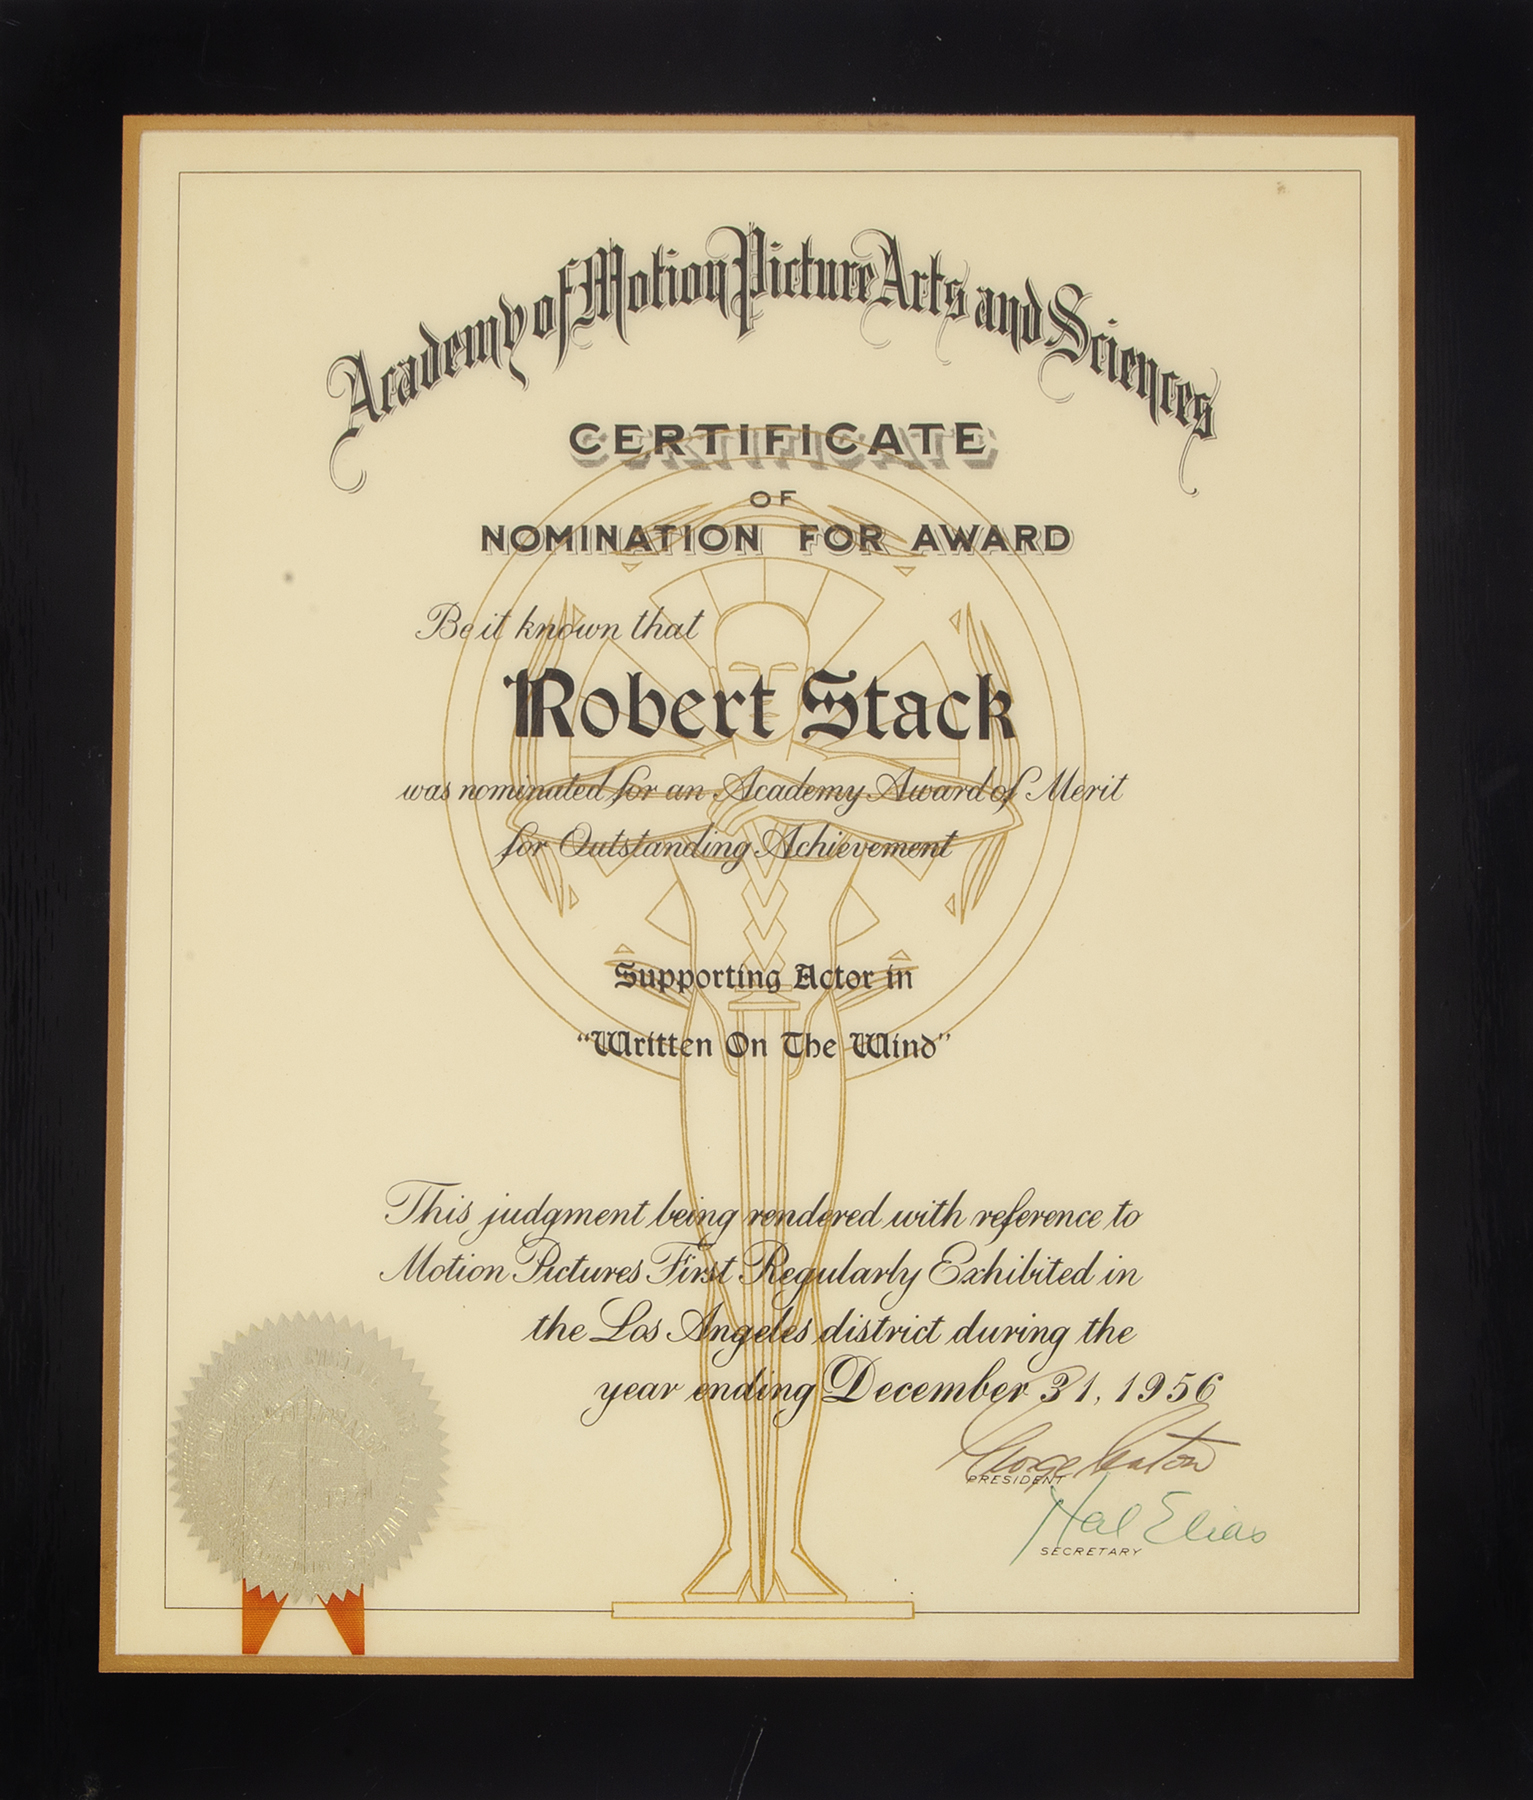 Academy of Motion Picture Arts and Sciences
CERTIFICATE
OF
NOMINATION FOR AWARD
Be it known that
Robert Stack
was nominated for an Academy Award of Merit
for Outstanding Achievement
Supporting Actor in
"Written On The Wind"
This judgment being rendered with reference to
Motion Pictures First Regularly Exhibited in
the Los Angeles district during the
year ending December 31, 1956
George Seaton
PRESIDENT
Hal Elias
SECRETARY